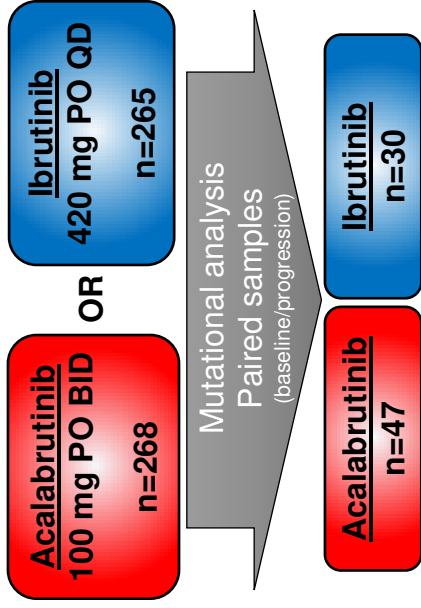 Acalabrutinib
100 mg PO BID
n=268
OR
Ibrutinib
420 mg PO QD
n=265
Mutational analysis
Paired samples
(baseline/progression)
Acalabrutinib
n=47
Ibrutinib
n=30